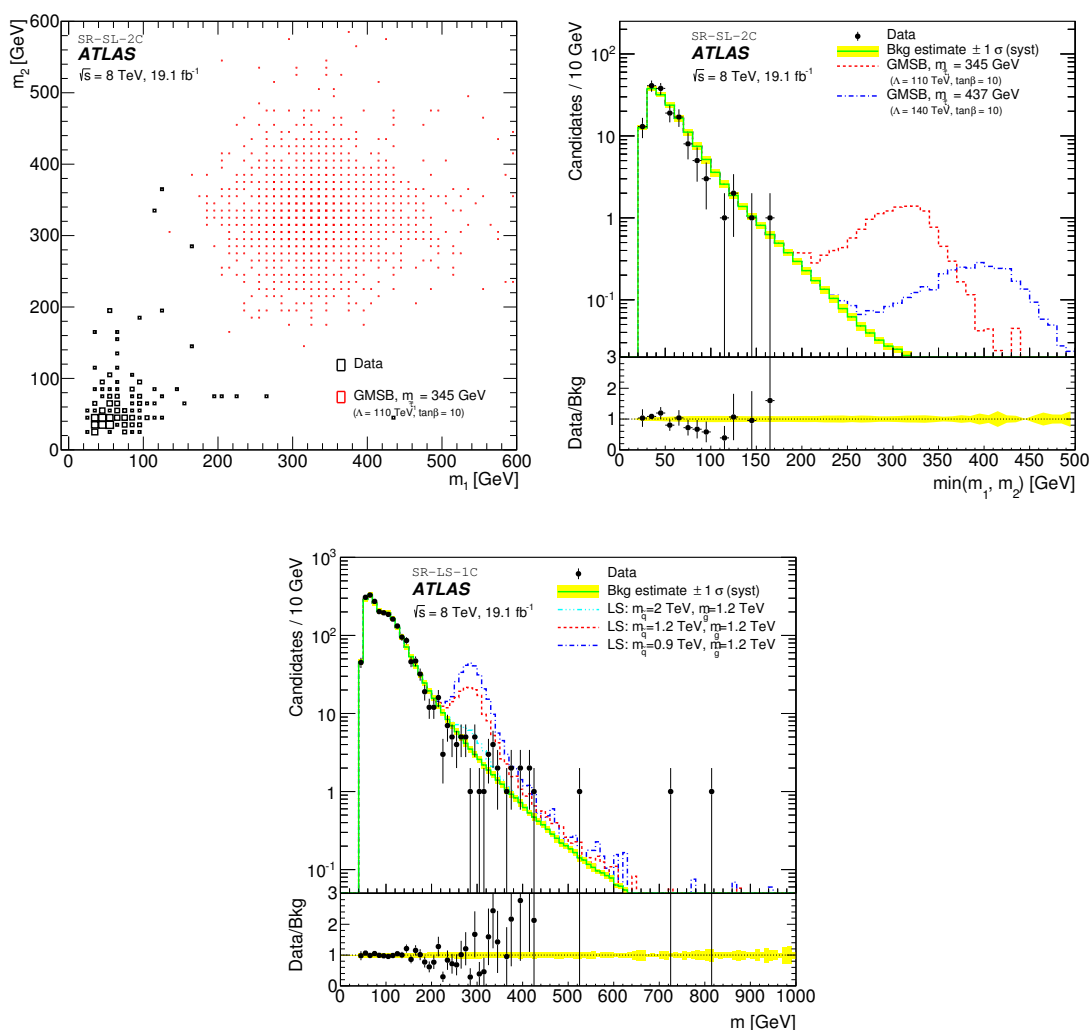 m₂ [GeV]
600
500
400
300
200
100
0
SR-SL-2C
ATLAS
√s = 8 TeV, 19.1 fb⁻¹
Data
GMSB, m = 345 GeV
(Λ = 110 TeV, tanβ = 10)
0 100 200 300 400 500 600
m₁ [GeV]
Candidates / 10 GeV
10²
10
1
10⁻¹
SR-SL-2C
ATLAS
√s = 8 TeV, 19.1 fb⁻¹
Data
Bkg estimate ± 1 σ (syst)
GMSB, m = 345 GeV
(Λ = 110 TeV, tanβ = 10)
GMSB, m = 437 GeV
(Λ = 140 TeV, tanβ = 10)
Data/Bkg
3
2
1
0
0 50 100 150 200 250 300 350 400 450 500
min(m₁, m₂) [GeV]
Candidates / 10 GeV
10³
10²
10
1
10⁻¹
SR-LS-1C
ATLAS
√s = 8 TeV, 19.1 fb⁻¹
Data
Bkg estimate ± 1 σ (syst)
LS: m_q̃=2 TeV, m_g̃=1.2 TeV
LS: m_q̃=1.2 TeV, m_g̃=1.2 TeV
LS: m_q̃=0.9 TeV, m_g̃=1.2 TeV
Data/Bkg
3
2
1
0
0 100 200 300 400 500 600 700 800 900 1000
m [GeV]